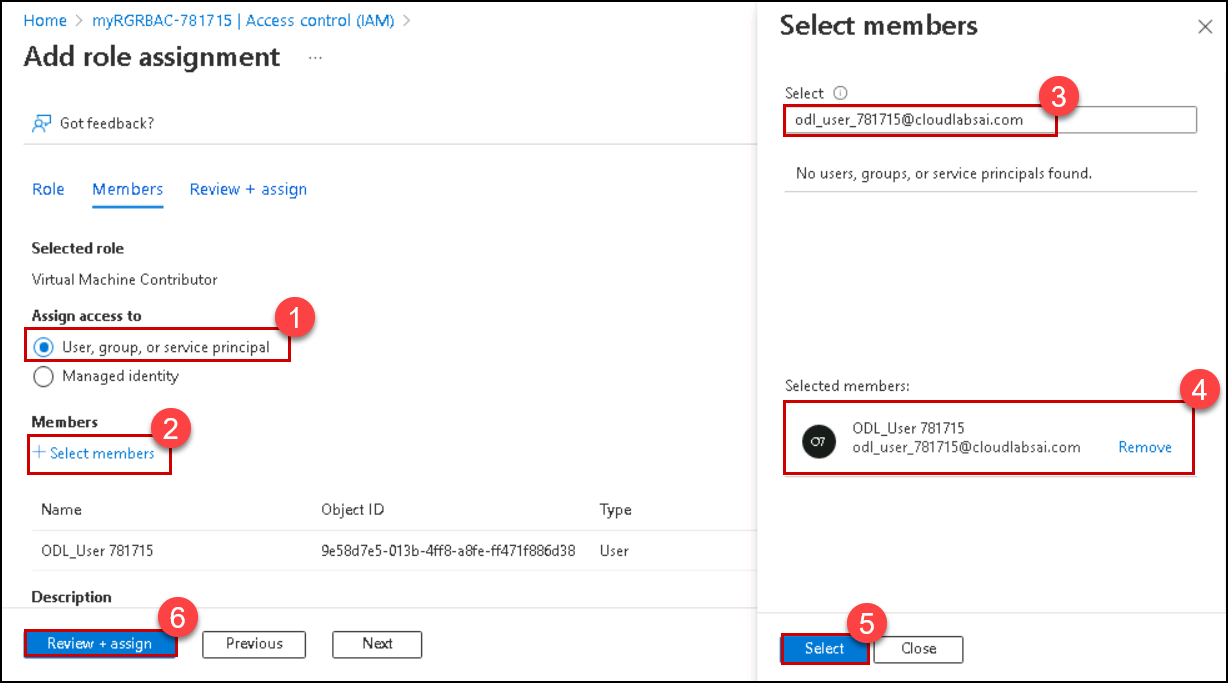 Home > myRGRBAC-781715 | Access control (IAM) >
Add role assignment ...
Got feedback?
Role Members Review + assign
Selected role
Virtual Machine Contributor
Assign access to
1
User, group, or service principal
Managed identity
Members
2
+ Select members
Name Object ID Type
ODL_User 781715 9e58d7e5-013b-4ff8-a8fe-ff471f886d38 User
Description
6
Review + assign Previous Next
Select members
Select
3
odl_user_781715@cloudlabsai.com
No users, groups, or service principals found.
Selected members:
4
O7
ODL_User 781715
odl_user_781715@cloudlabsai.com
Remove
5
Select Close